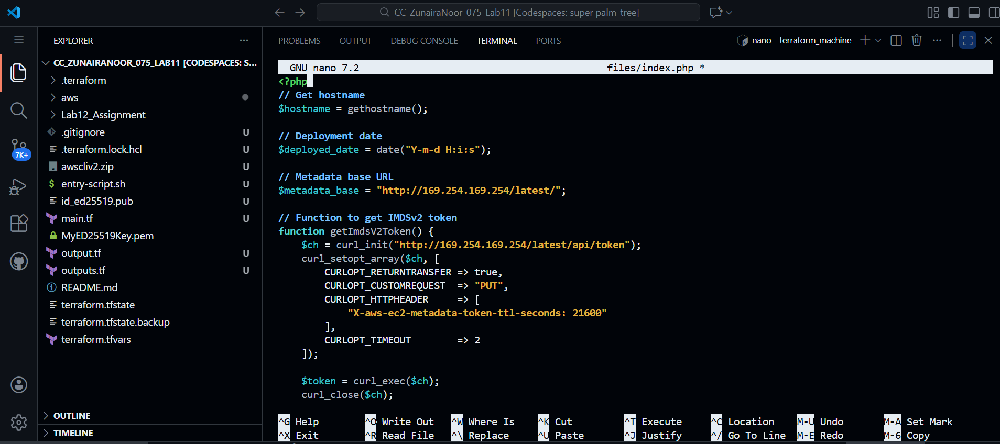 CC_ZunairaNoor_075_Lab11 [Codespaces: super palm-tree]
EXPLORER
CC_ZUNAIRANOOR_075_LAB11 [CODESPACES: S...
.terraform
aws
Lab12_Assignment
.gitignore U
.terraform.lock.hcl U
awscliv2.zip U
entry-script.sh U
id_ed25519.pub U
main.tf U
MyED25519Key.pem
output.tf U
outputs.tf U
README.md
terraform.tfstate
terraform.tfstate.backup
terraform.tfvars
OUTLINE
TIMELINE
7K+
PROBLEMS OUTPUT DEBUG CONSOLE TERMINAL PORTS
nano - terraform_machine
GNU nano 7.2 files/index.php *
<?php
// Get hostname
$hostname = gethostname();
// Deployment date
$deployed_date = date("Y-m-d H:i:s");
// Metadata base URL
$metadata_base = "http://169.254.169.254/latest/";
// Function to get IMDSv2 token
function getImdsV2Token() {
    $ch = curl_init("http://169.254.169.254/latest/api/token");
    curl_setopt_array($ch, [
        CURLOPT_RETURNTRANSFER => true,
        CURLOPT_CUSTOMREQUEST  => "PUT",
        CURLOPT_HTTPHEADER     => [
            "X-aws-ec2-metadata-token-ttl-seconds: 21600"
        ],
        CURLOPT_TIMEOUT        => 2
    ]);
    $token = curl_exec($ch);
    curl_close($ch);
^G Help ^O Write Out ^W Where Is ^K Cut ^T Execute ^C Location M-U Undo M-A Set Mark
^X Exit ^R Read File ^\ Replace ^U Paste ^J Justify ^/ Go To Line M-E Redo M-6 Copy